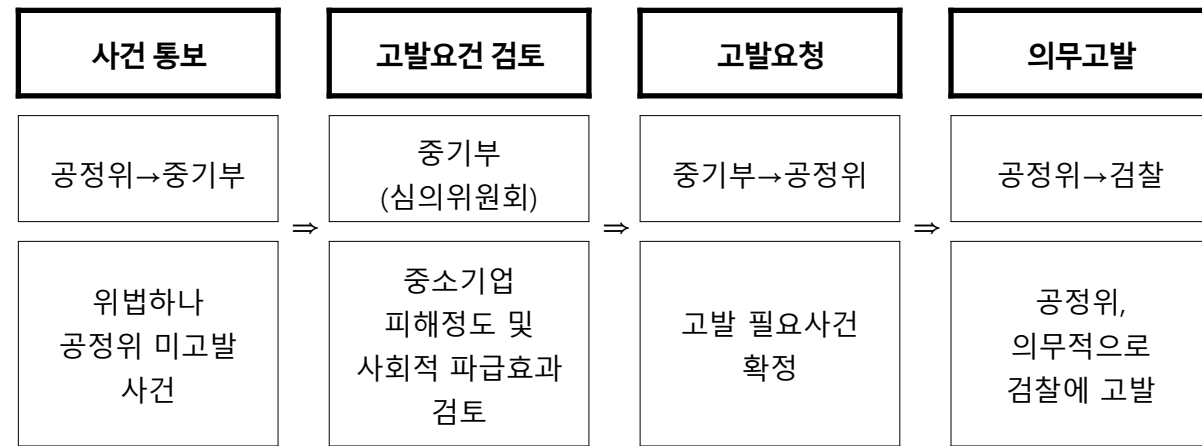 사건 통보
고발요건 검토
고발요청
의무고발
공정위→중기부
중기부
(심의위원회)
중기부→공정위
공정위→검찰
⇒
⇒
⇒
위법하나
공정위 미고발
사건
중소기업
피해정도 및
사회적 파급효과
검토
고발 필요사건
확정
공정위,
의무적으로
검찰에 고발